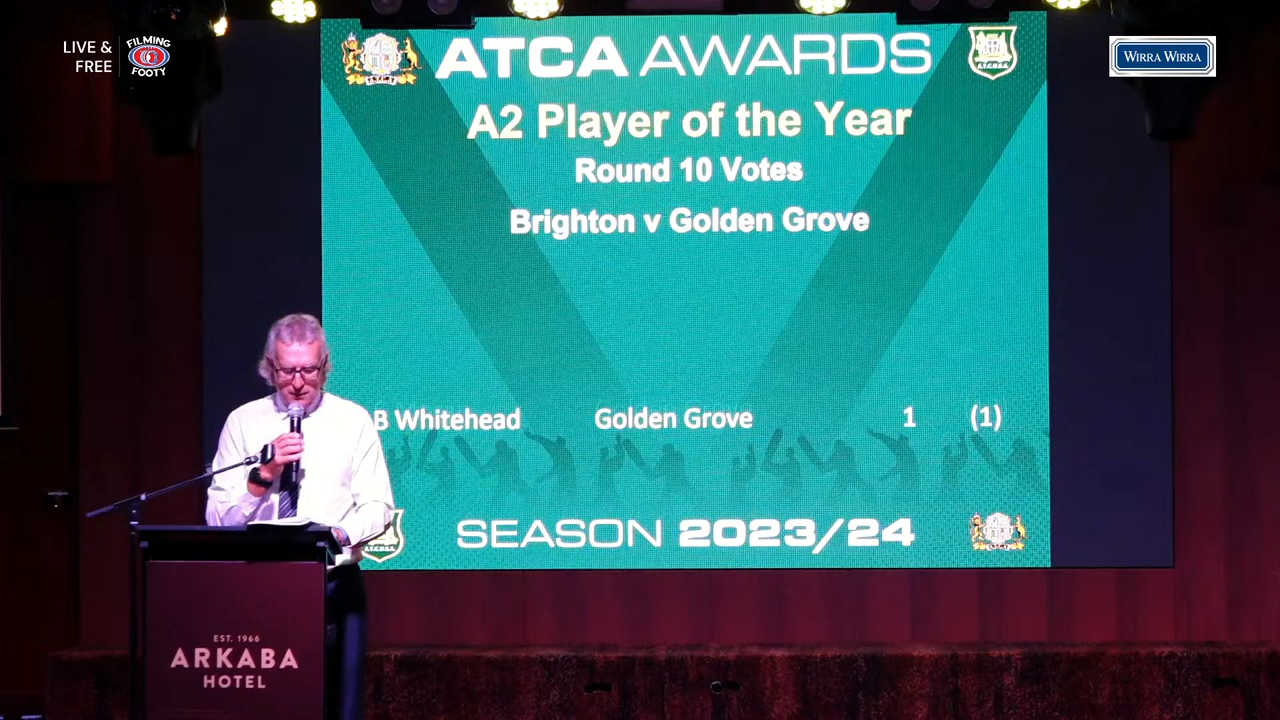 LIVE &
FREE
FILMING
FOOTY
WIRRA WIRRA
ATCA AWARDS
A2 Player of the Year
Round 10 Votes
Brighton v Golden Grove
B Whitehead Golden Grove 1 (1)
SEASON 2023/24
EST. 1966
ARKABA
HOTEL